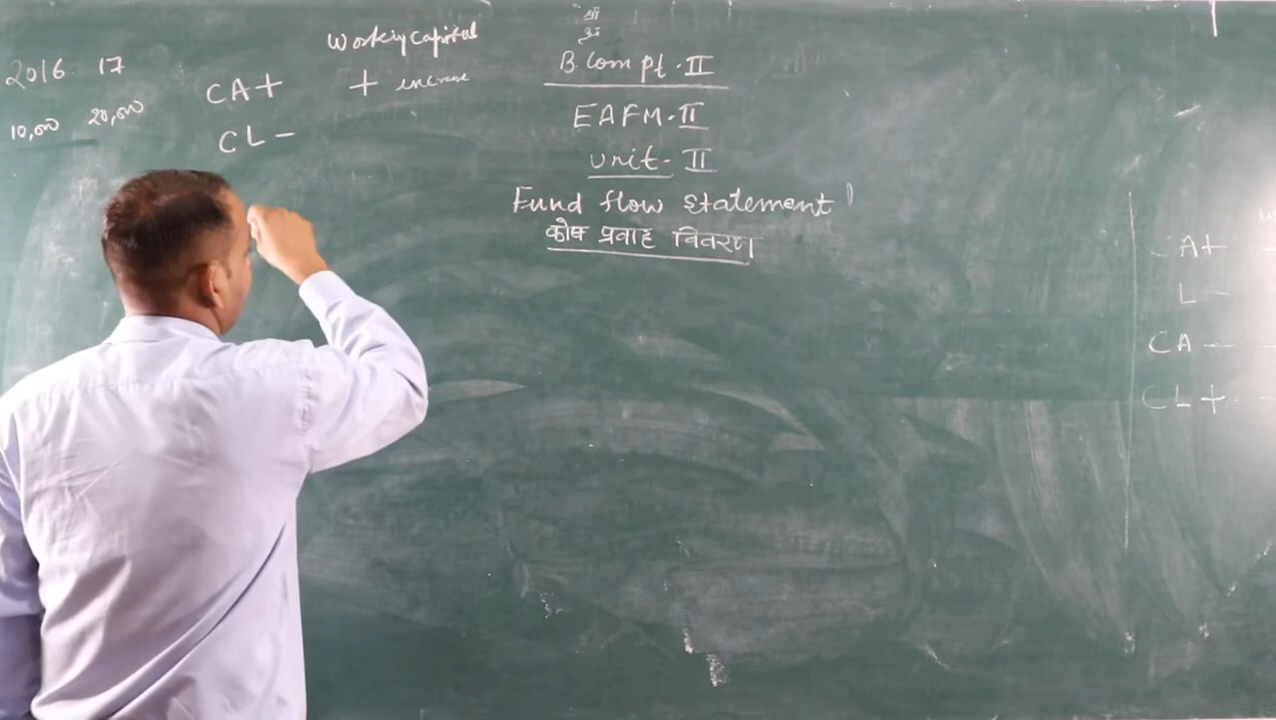 2016 17
10,000 20,000
CA+
CL -
Working capital
+ increase
श्री
B.Com pt. II
EAFM. II
Unit - II
Fund flow statement
कोष प्रवाह विवरण
A+
L -
CA -
CL +